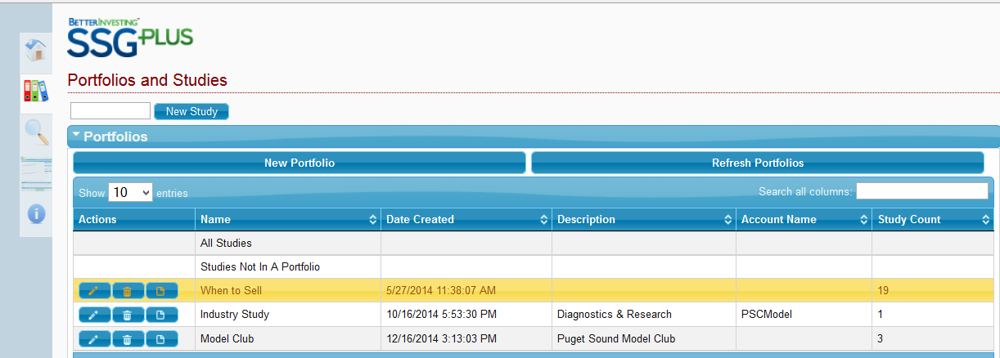 BETTERINVESTING™
SSG PLUS
Portfolios and Studies
New Study
Portfolios
New Portfolio Refresh Portfolios
Show 10 entries Search all columns:
Actions Name Date Created Description Account Name Study Count
All Studies
Studies Not In A Portfolio
When to Sell 5/27/2014 11:38:07 AM 19
Industry Study 10/16/2014 5:53:30 PM Diagnostics & Research PSCModel 1
Model Club 12/16/2014 3:13:03 PM Puget Sound Model Club 3